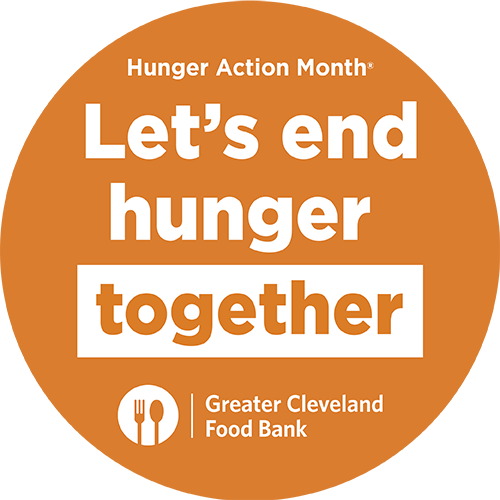 Hunger Action Month®
Let's end
hunger
together
Greater Cleveland
Food Bank